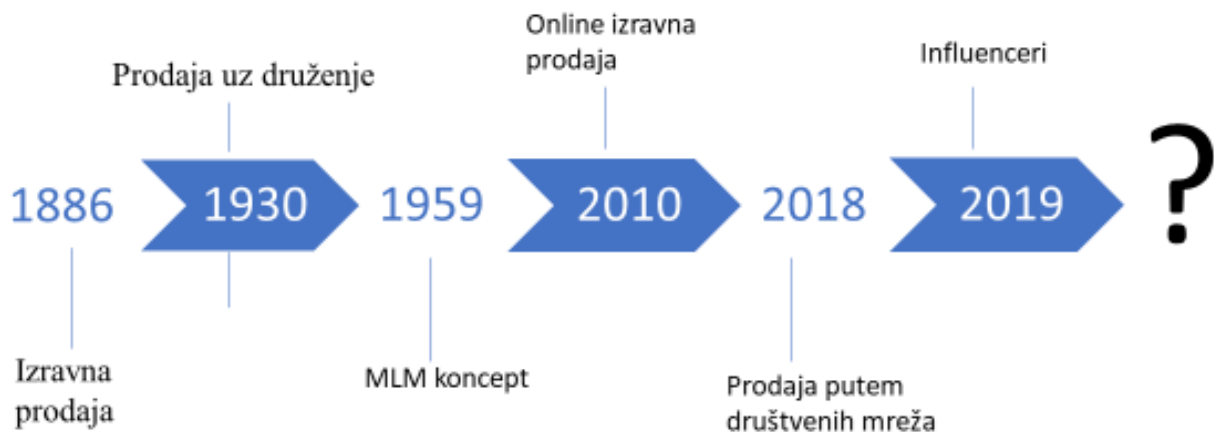 Online izravna
prodaja
Influenceri
Prodaja uz druženje
1886
1930
1959
2010
2018
2019
?
Izravna
prodaja
MLM koncept
Prodaja putem
društvenih mreža